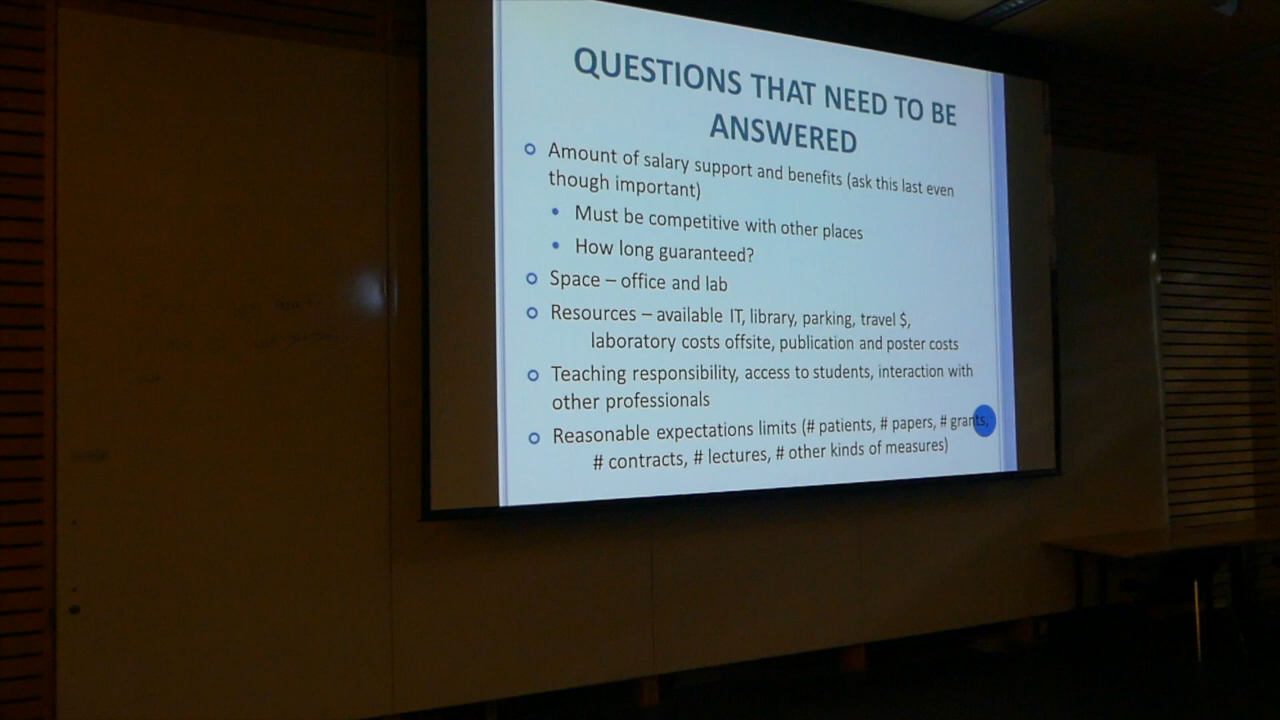 QUESTIONS THAT NEED TO BE
ANSWERED
Amount of salary support and benefits (ask this last even
though important)
Must be competitive with other places
How long guaranteed?
Space – office and lab
Resources – available IT, library, parking, travel $,
laboratory costs offsite, publication and poster costs
Teaching responsibility, access to students, interaction with
other professionals
Reasonable expectations limits (# patients, # papers, # grants,
# contracts, # lectures, # other kinds of measures)